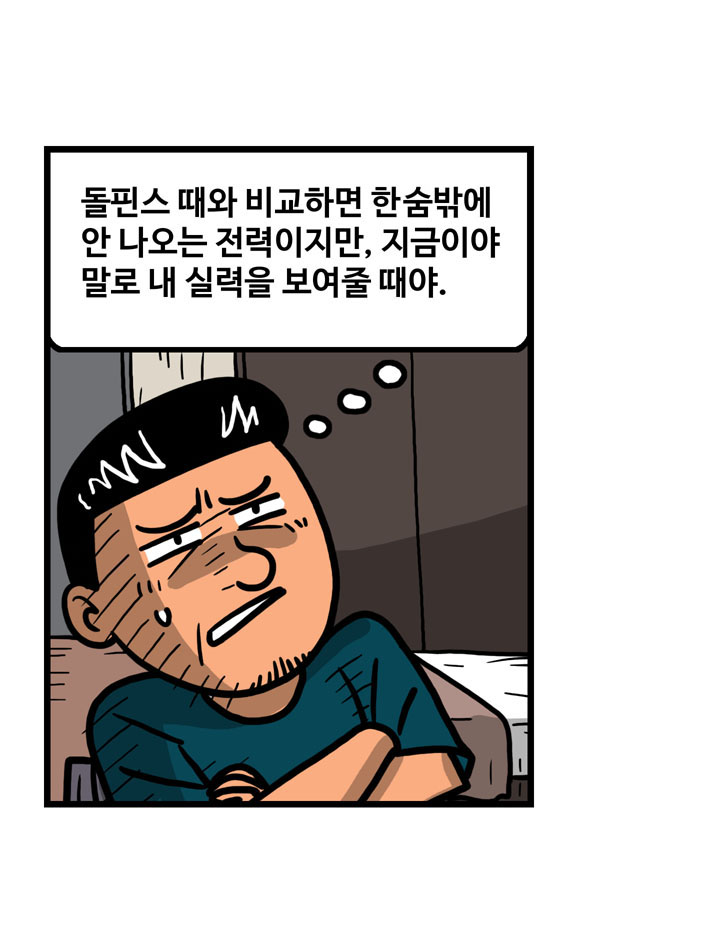 돌핀스 때와 비교하면 한숨밖에
안 나오는 전력이지만, 지금이야
말로 내 실력을 보여줄 때야.